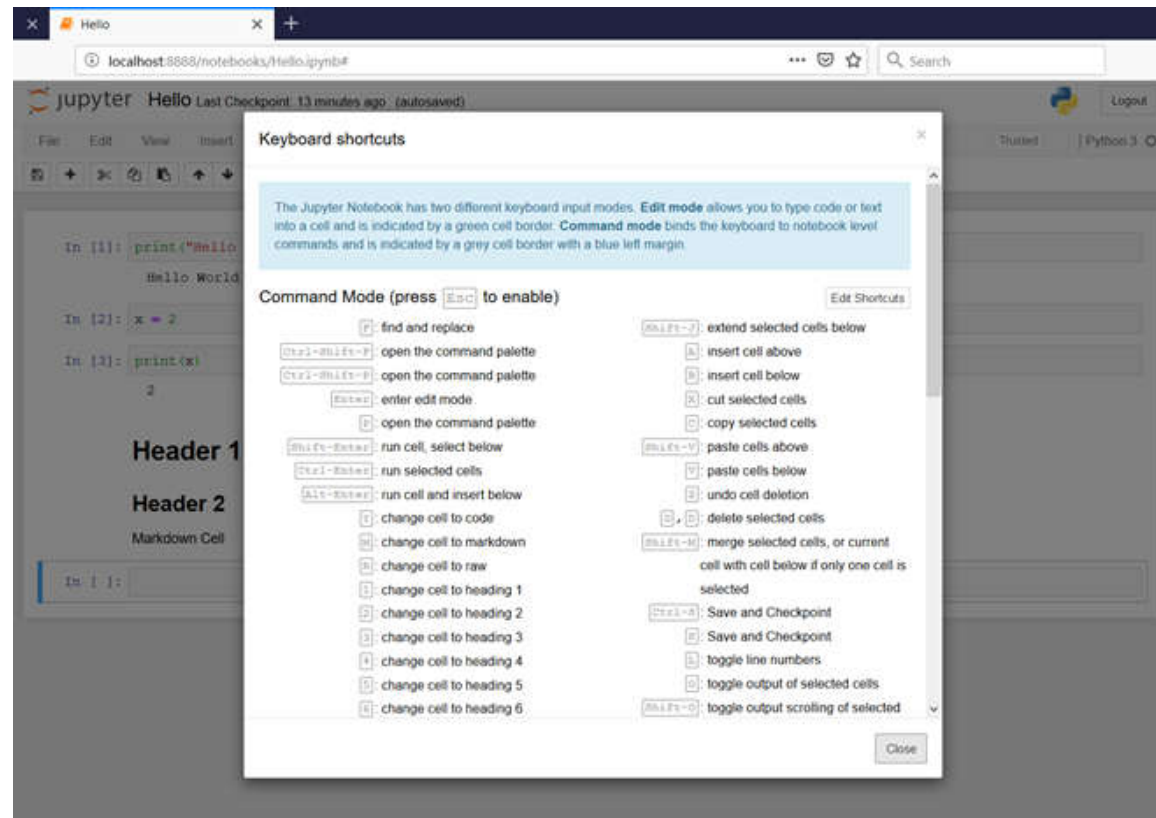 Hello
localhost:8888/notebooks/Hello.ipynb#
Search
jupyter Hello Last Checkpoint: 13 minutes ago (autosaved)
Logout
File Edit View Insert
Trusted
Python 3
Keyboard shortcuts
The Jupyter Notebook has two different keyboard input modes. Edit mode allows you to type code or text
into a cell and is indicated by a green cell border. Command mode binds the keyboard to notebook level
commands and is indicated by a grey cell border with a blue left margin.
Command Mode (press Esc to enable)
Edit Shortcuts
F: find and replace
Ctrl-Shift-F: open the command palette
Ctrl-Shift-P: open the command palette
Enter: enter edit mode
P: open the command palette
Shift-Enter: run cell, select below
Ctrl-Enter: run selected cells
Alt-Enter: run cell and insert below
Y: change cell to code
M: change cell to markdown
R: change cell to raw
1: change cell to heading 1
2: change cell to heading 2
3: change cell to heading 3
4: change cell to heading 4
5: change cell to heading 5
6: change cell to heading 6
Shift-J: extend selected cells below
A: insert cell above
B: insert cell below
X: cut selected cells
C: copy selected cells
Shift-V: paste cells above
V: paste cells below
Z: undo cell deletion
D, D: delete selected cells
Shift-M: merge selected cells, or current
cell with cell below if only one cell is
selected
Ctrl-S: Save and Checkpoint
S: Save and Checkpoint
L: toggle line numbers
O: toggle output of selected cells
Shift-O: toggle output scrolling of selected
Close
In [1]: print("Hello
Hello World
In [2]: x = 2
In [3]: print(x)
2
Header 1
Header 2
Markdown Cell
In [ ]: